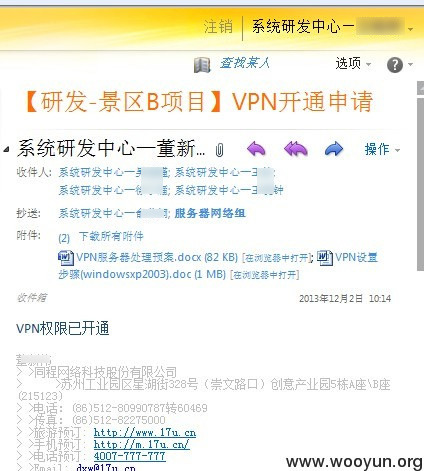 注销 系统研发中心一
查找某人 选项
【研发-景区B项目】VPN开通申请
系统研发中心一董新... 操作
收件人: 系统研发中心一 ; 系统研发中心一王 ;
系统研发中心一 ; 系统研发中心一王 钟
抄送: 系统研发中心一 ; 服务器网络组
附件: (2) 下载所有附件
VPN服务器处理预案.docx (82 KB) [在浏览器中打开] VPN设置
步骤(windowsxp2003).doc (1 MB) [在浏览器中打开]
收件箱 2013年12月2日 10:14
VPN权限已开通
> >同程网络科技股份有限公司
> >苏州工业园区星湖街328号(崇文路口)创意产业园5栋A座\B座
(215123)
> >电话: (86)512-80990787转60469
> >传真: (86)512-82275000
> >旅游预订: http://www.17u.cn
> >手机预订: http://m.17u.cn/
> >电话预订: 4007-777-777
> >Email: dxw@17u.cn
www.wooyun.org